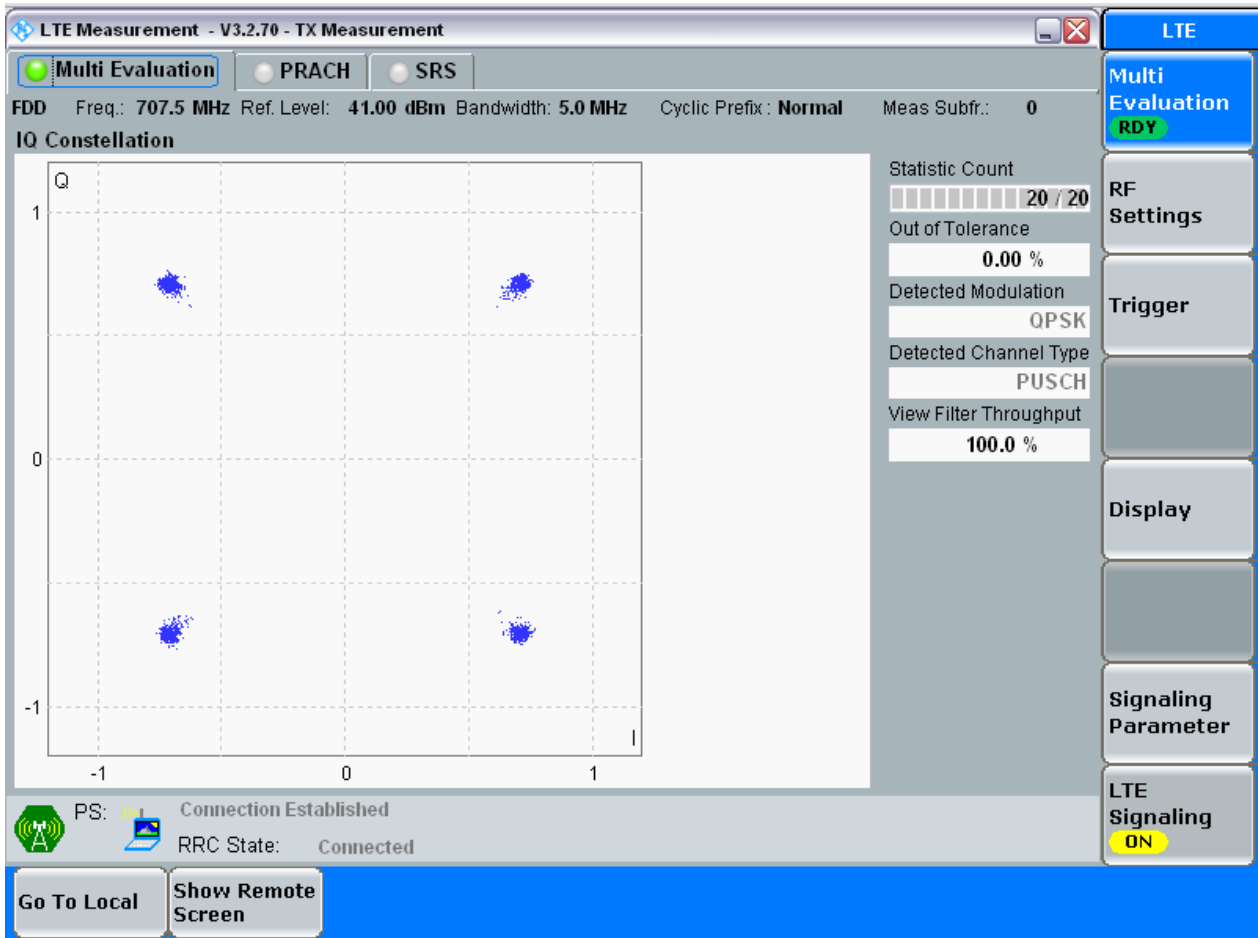 LTE Measurement - V3.2.70 - TX Measurement
LTE
Multi Evaluation PRACH SRS
FDD Freq.: 707.5 MHz Ref. Level: 41.00 dBm Bandwidth: 5.0 MHz Cyclic Prefix : Normal Meas Subfr.: 0
IQ Constellation
Q
1
0
-1
I
-1 0 1
Statistic Count
20 / 20
Out of Tolerance
0.00 %
Detected Modulation
QPSK
Detected Channel Type
PUSCH
View Filter Throughput
100.0 %
PS: Connection Established
RRC State: Connected
Multi
Evaluation
RDY
RF
Settings
Trigger
Display
Signaling
Parameter
LTE
Signaling
ON
Go To Local
Show Remote
Screen